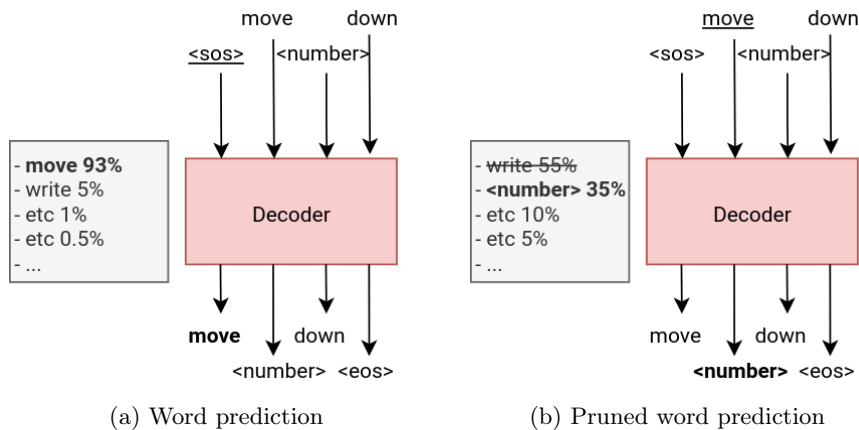 move down
<sos> <number>
- move 93%
- write 5%
- etc 1%
- etc 0.5%
- ...
Decoder
move down
<number> <eos>
(a) Word prediction
move down
<sos> <number>
- write 55%
- <number> 35%
- etc 10%
- etc 5%
- ...
Decoder
move down
<number> <eos>
(b) Pruned word prediction